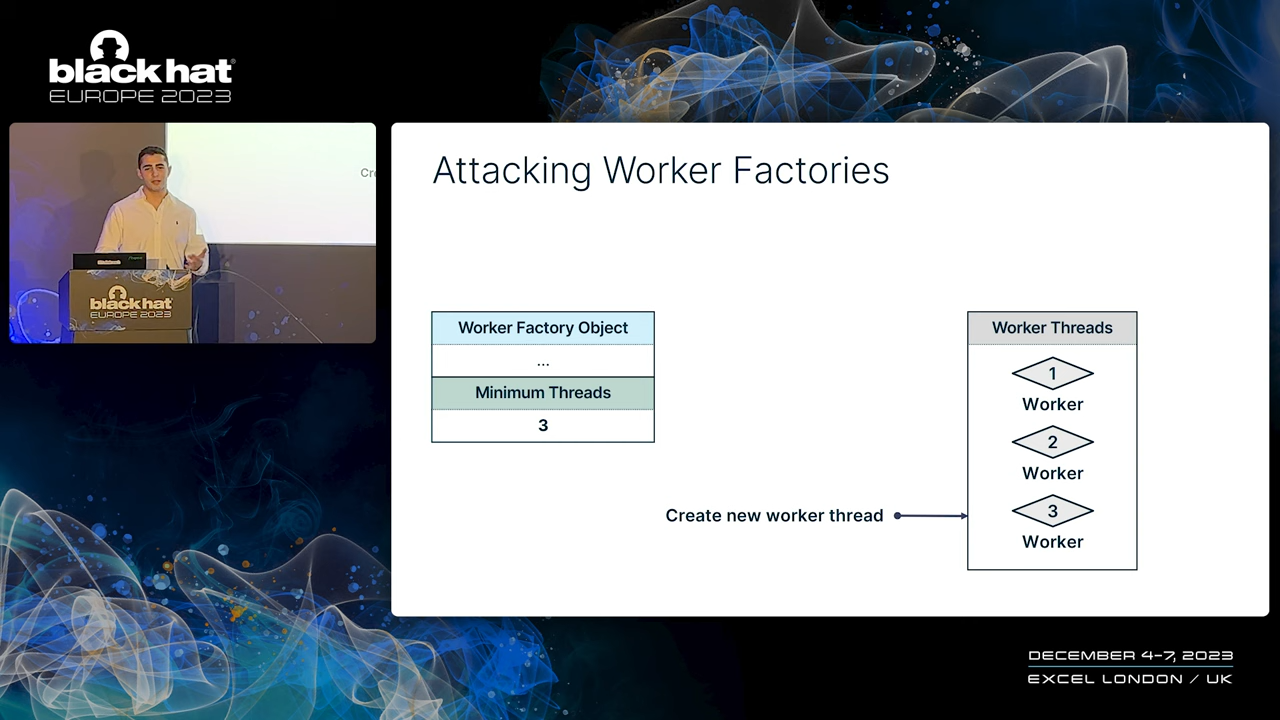 black hat
EUROPE 2023
Cre
black hat
EUROPE 2023
Attacking Worker Factories
Worker Factory Object
...
Minimum Threads
3
Worker Threads
1
Worker
2
Worker
3
Worker
Create new worker thread
DECEMBER 4-7, 2023
EXCEL LONDON / UK